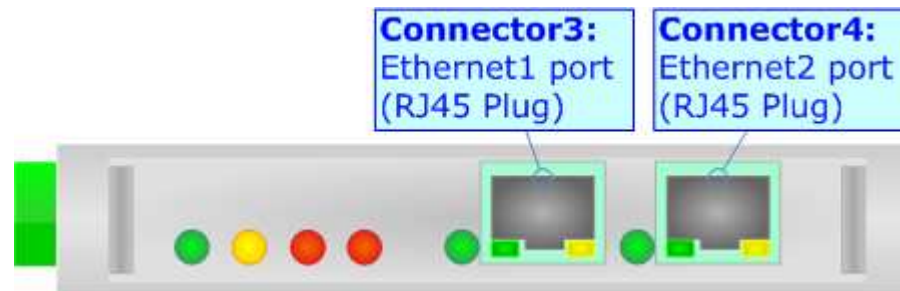 Connector3:
Ethernet1 port
(RJ45 Plug)
Connector4:
Ethernet2 port
(RJ45 Plug)